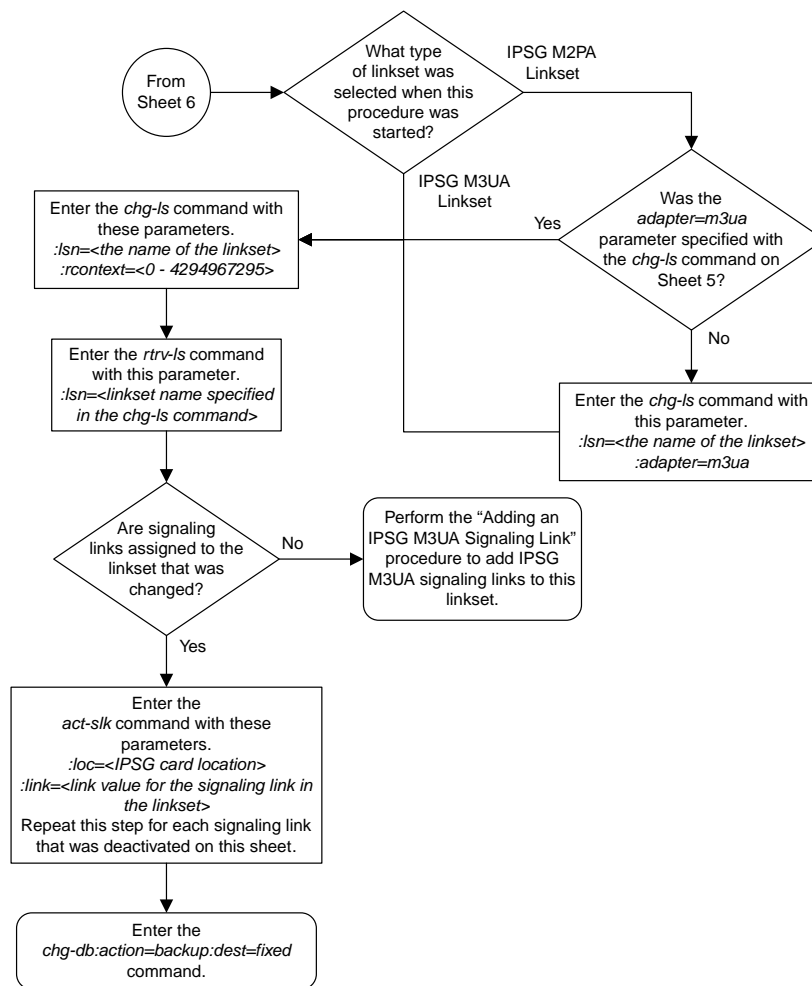 From
Sheet 6
What type
of linkset was
selected when this
procedure was
started?
IPSG M2PA
Linkset
IPSG M3UA
Linkset
Was the
adapter=m3ua
parameter specified with
the chg-ls command on
Sheet 5?
Yes
No
Enter the chg-ls command with
these parameters.
:lsn=<the name of the linkset>
:rcontext=<0 - 4294967295>
Enter the chg-ls command with
this parameter.
:lsn=<the name of the linkset>
:adapter=m3ua
Enter the rtrv-ls command
with this parameter.
:lsn=<linkset name specified
in the chg-ls command>
Are signaling
links assigned to the
linkset that was
changed?
No
Perform the “Adding an
IPSG M3UA Signaling Link”
procedure to add IPSG
M3UA signaling links to this
linkset.
Yes
Enter the
act-slk command with these
parameters.
:loc=<IPSG card location>
:link=<link value for the signaling link in
the linkset>
Repeat this step for each signaling link
that was deactivated on this sheet.
Enter the
chg-db:action=backup:dest=fixed
command.